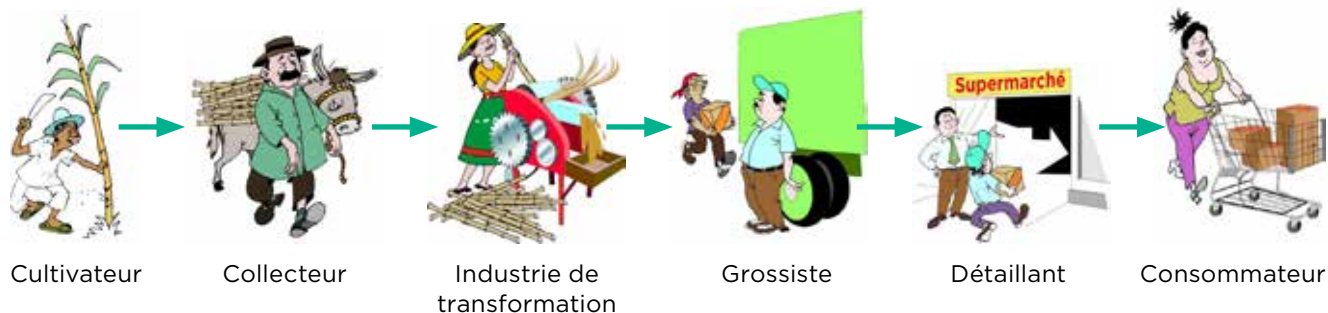 Supermarché
Cultivateur
Collecteur
Industrie de
transformation
Grossiste
Détaillant
Consommateur